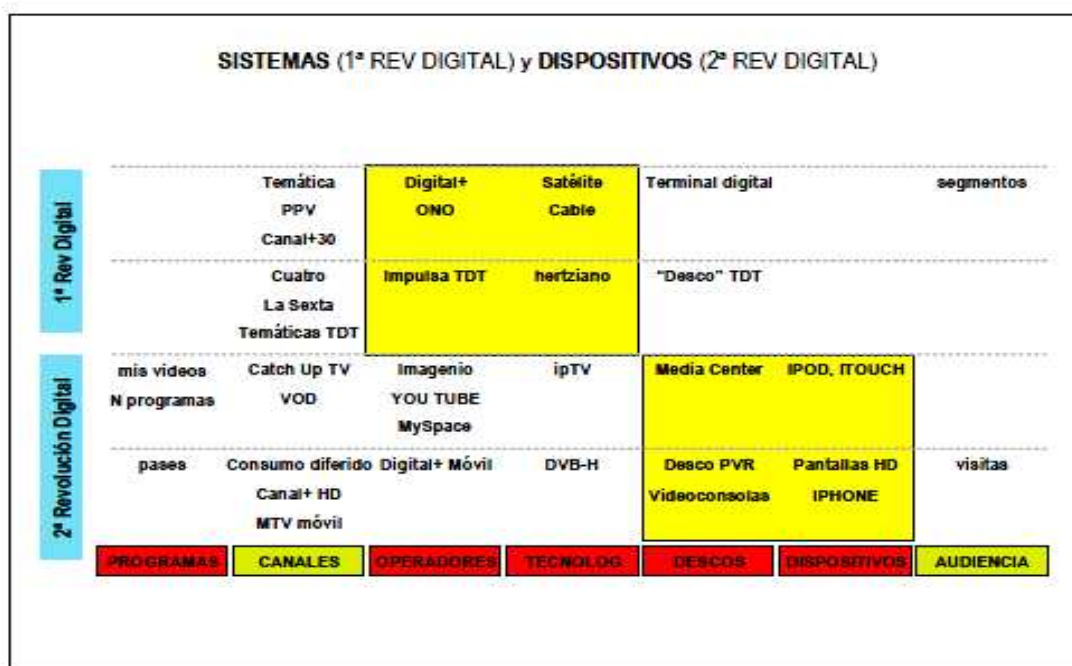 SISTEMAS (1ª REV DIGITAL) y DISPOSITIVOS (2ª REV DIGITAL)
1ª Rev Digital
Temática Digital+ Satélite Terminal digital segmentos
PPV ONO Cable
Canal+30
Cuatro Impulsa TDT hertziano "Desco" TDT
La Sexta
Temáticas TDT
2ª Revolución Digital
mis videos Catch Up TV Imagenio ipTV Media Center IPOD, ITOUCH
N programas VOD YOU TUBE
MySpace
pases Consumo diferido Digital+ Móvil DVB-H Desco PVR Pantallas HD visitas
Canal+ HD Videoconsolas IPHONE
MTV móvil
PROGRAMAS CANALES OPERADORES TECNOLOG DESCOS DISPOSITIVOS AUDIENCIA